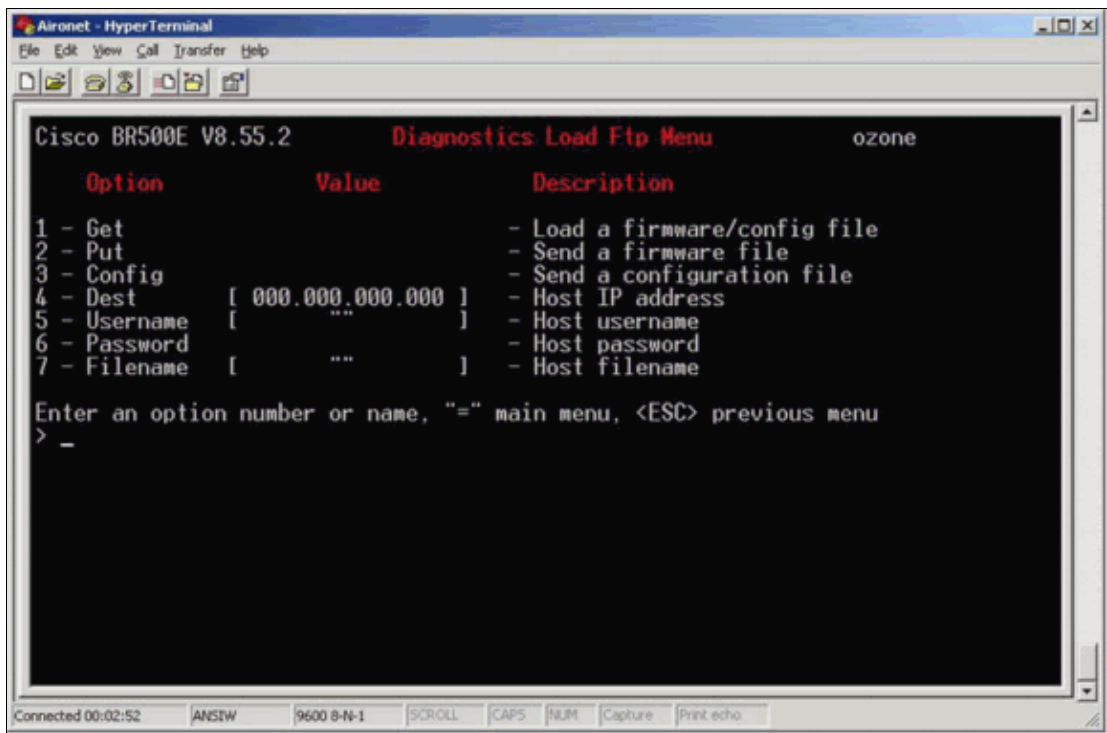 Aironet - HyperTerminal
File Edit View Call Transfer Help
Cisco BR500E V8.55.2 Diagnostics Load Ftp Menu ozone
Option Value Description
1 - Get - Load a firmware/config file
2 - Put - Send a firmware file
3 - Config - Send a configuration file
4 - Dest [ 000.000.000.000 ] - Host IP address
5 - Username [ "" ] - Host username
6 - Password - Host password
7 - Filename [ "" ] - Host filename
Enter an option number or name, "=" main menu, <ESC> previous menu
> _
Connected 00:02:52 ANSIW 9600 8-N-1 SCROLL CAPS NUM Capture Print echo